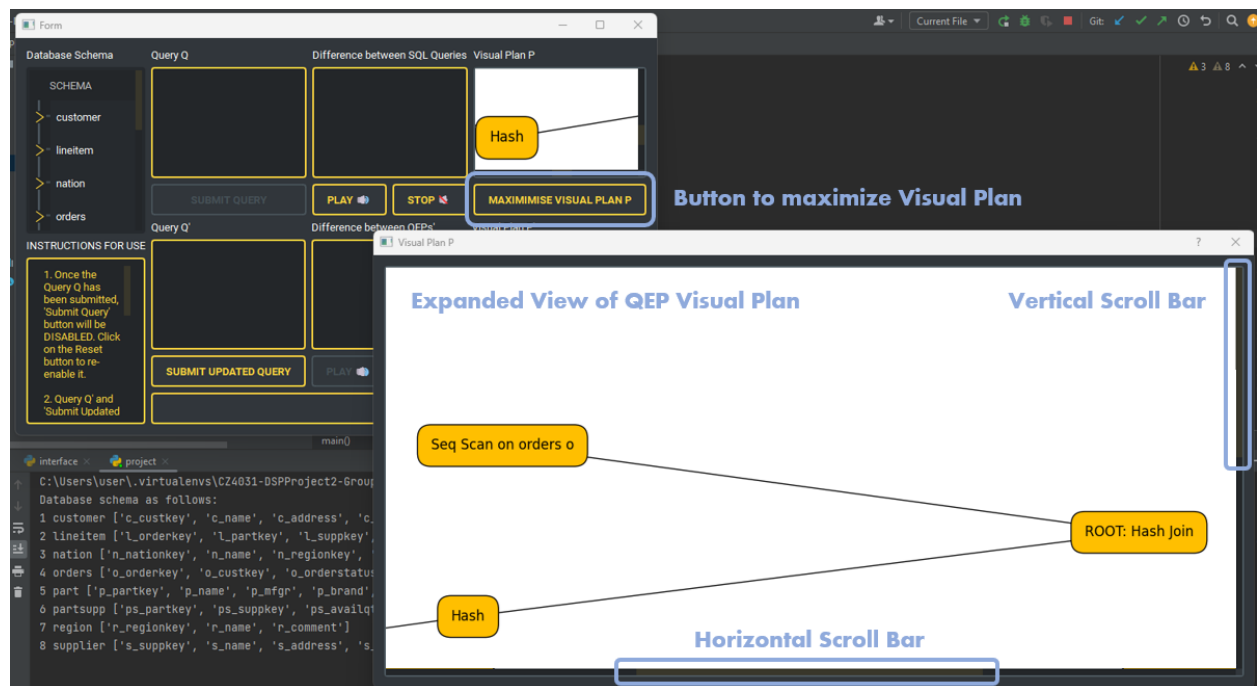 Form
Current File
Git:
3 8
Database Schema
Query Q
Difference between SQL Queries
Visual Plan P
SCHEMA
customer
lineitem
nation
orders
Hash
SUBMIT QUERY
PLAY
STOP
MAXIMIMISE VISUAL PLAN P
Button to maximize Visual Plan
Query Q'
Difference between QEPs'
INSTRUCTIONS FOR USE
1. Once the
Query Q has
been submitted,
'Submit Query'
button will be
DISABLED. Click
on the Reset
button to re-
enable it.
2. Query Q' and
'Submit Updated
SUBMIT UPDATED QUERY
PLAY
Visual Plan P
?
Expanded View of QEP Visual Plan
Vertical Scroll Bar
Seq Scan on orders o
ROOT: Hash Join
Hash
Horizontal Scroll Bar
main()
interface
project
C:\Users\user\.virtualenvs\CZ4031-DSPProject2-Group
Database schema as follows:
1 customer ['c_custkey', 'c_name', 'c_address', 'c_
2 lineitem ['l_orderkey', 'l_partkey', 'l_suppkey',
3 nation ['n_nationkey', 'n_name', 'n_regionkey', '
4 orders ['o_orderkey', 'o_custkey', 'o_orderstatus
5 part ['p_partkey', 'p_name', 'p_mfgr', 'p_brand',
6 partsupp ['ps_partkey', 'ps_suppkey', 'ps_availqt
7 region ['r_regionkey', 'r_name', 'r_comment']
8 supplier ['s_suppkey', 's_name', 's_address', 's_